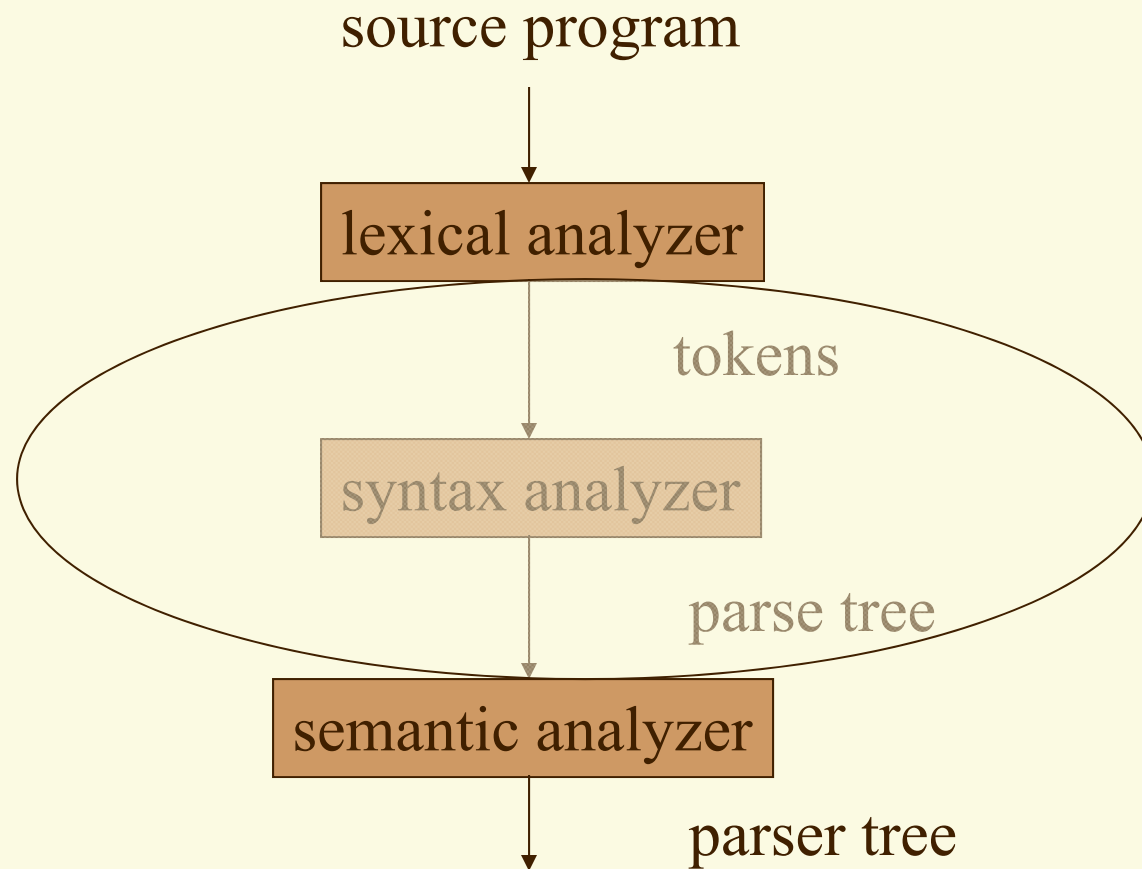 source program
lexical analyzer
tokens
syntax analyzer
parse tree
semantic analyzer
parser tree